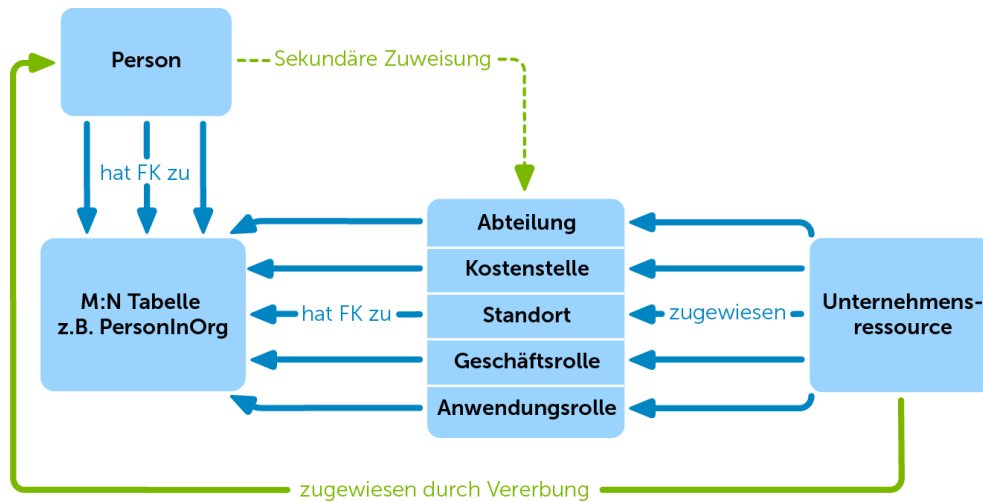 Person
Sekundäre Zuweisung
hat FK zu
Abteilung
Kostenstelle
M:N Tabelle
z.B. PersonInOrg
hat FK zu
Standort
zugewiesen
Unternehmens-
ressource
Geschäftsrolle
Anwendungsrolle
zugewiesen durch Vererbung